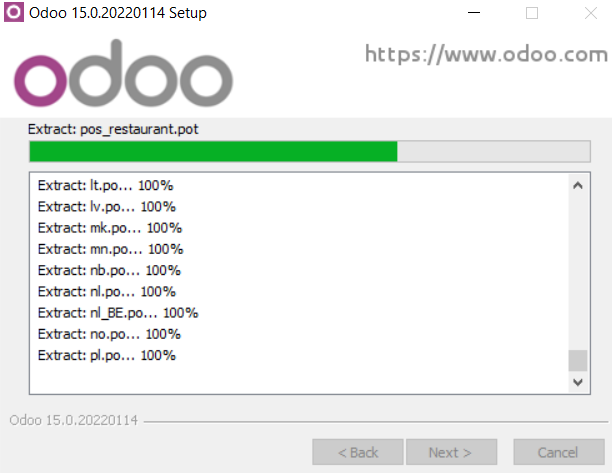 Odoo 15.0.20220114 Setup
odoo
https://www.odoo.com
Extract: pos_restaurant.pot
Extract: lt.po... 100%
Extract: lv.po... 100%
Extract: mk.po... 100%
Extract: mn.po... 100%
Extract: nb.po... 100%
Extract: nl.po... 100%
Extract: nl_BE.po... 100%
Extract: no.po... 100%
Extract: pl.po... 100%
Odoo 15.0.20220114
< Back Next > Cancel